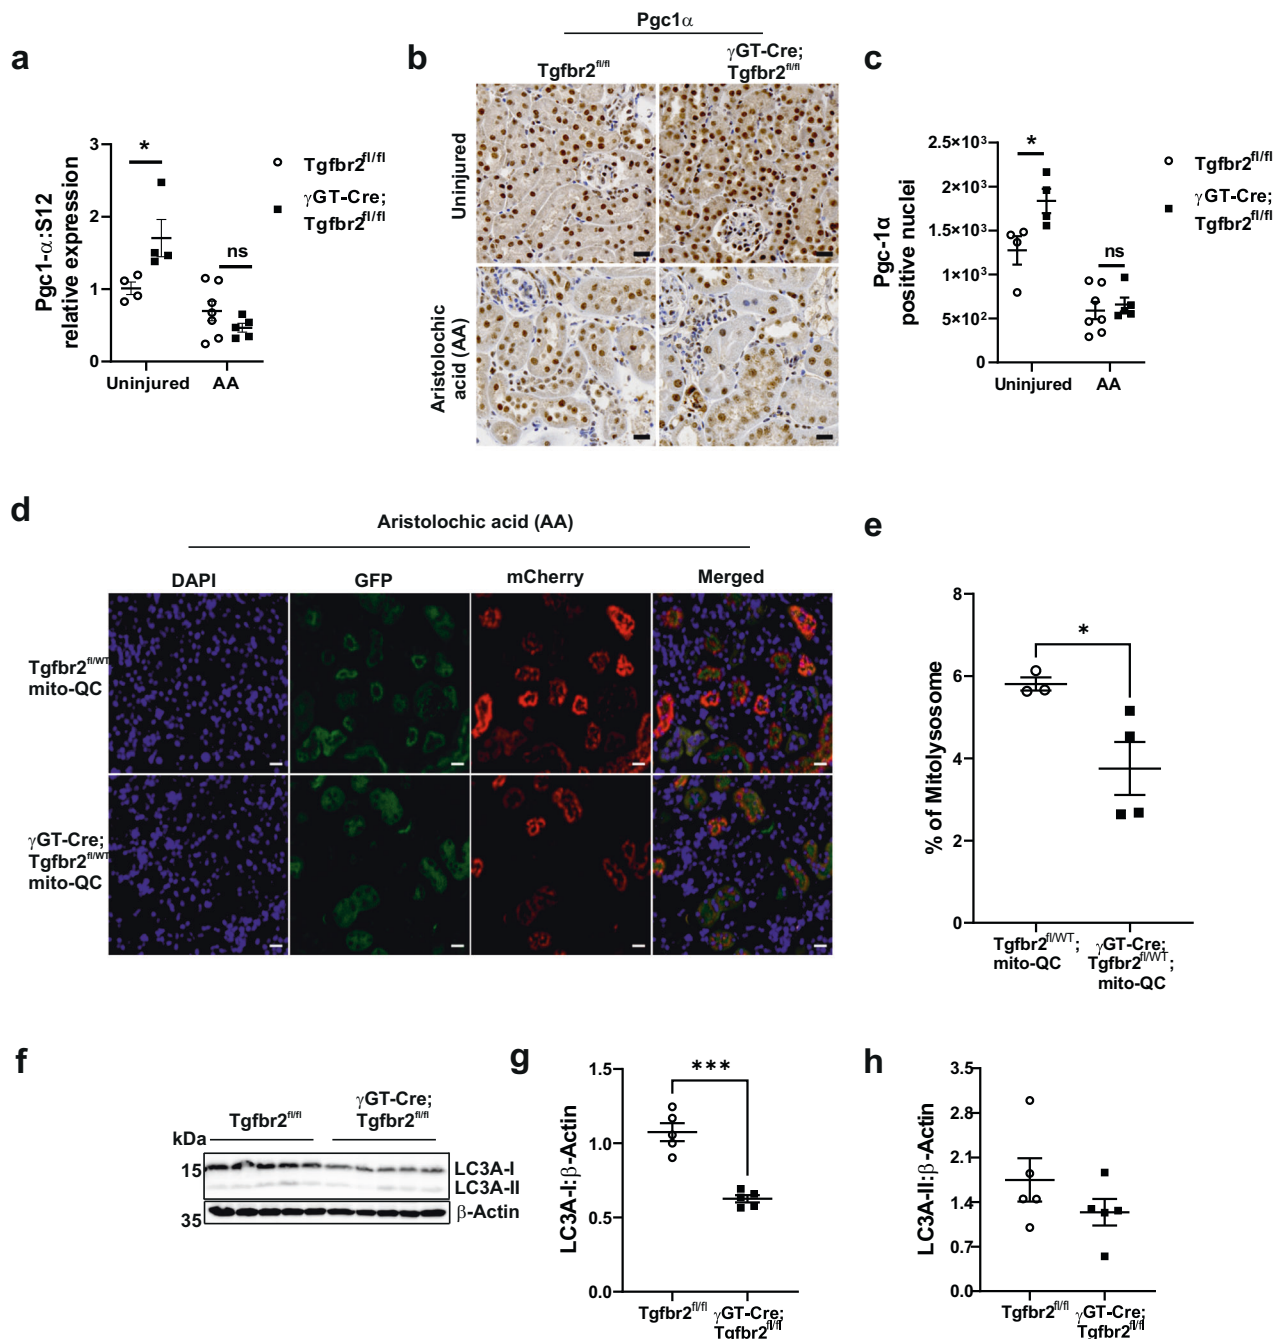 a
Pgc1-α:S12
relative expression
3
2
1
0
*
ns
Uninjured
AA
Tgfbr2fl/fl
γGT-Cre;
Tgfbr2fl/fl
b
Pgc1α
Tgfbr2fl/fl
γGT-Cre;
Tgfbr2fl/fl
Uninjured
Aristolochic
acid (AA)
c
Pgc-1α
positive nuclei
2.5×10³
2×10³
1.5×10³
1×10³
5×10²
0
*
ns
Uninjured
AA
Tgfbr2fl/fl
γGT-Cre;
Tgfbr2fl/fl
d
Aristolochic acid (AA)
DAPI
GFP
mCherry
Merged
Tgfbr2fl/WT
mito-QC
γGT-Cre;
Tgfbr2fl/WT
mito-QC
e
% of Mitolysosome
8
6
4
2
0
*
Tgfbr2fl/WT;
mito-QC
γGT-Cre;
Tgfbr2fl/WT;
mito-QC
f
Tgfbr2fl/fl
γGT-Cre;
Tgfbr2fl/fl
kDa
15
35
LC3A-I
LC3A-II
β-Actin
g
LC3A-I:β-Actin
1.5
1.0
0.5
0.0
***
Tgfbr2fl/fl
γGT-Cre;
Tgfbr2fl/fl
h
LC3A-II:β-Actin
3.5
2.8
2.1
1.4
0.7
0.0
Tgfbr2fl/fl
γGT-Cre;
Tgfbr2fl/fl